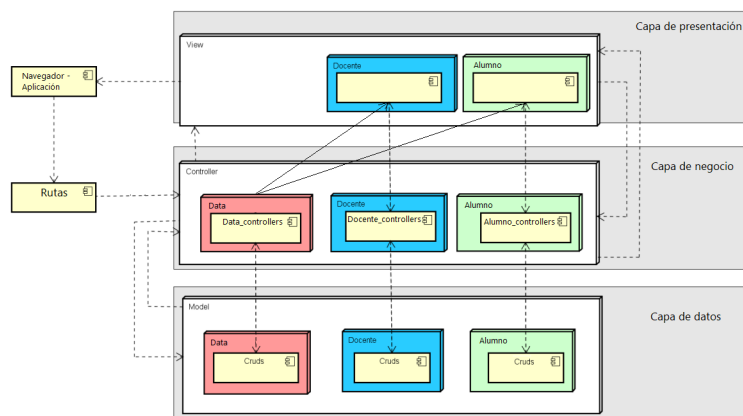 Capa de presentación
View
Docente
Alumno
Navegador -
Aplicación
Capa de negocio
Controller
Rutas
Data
Docente
Alumno
Data_controllers
Docente_controllers
Alumno_controllers
Model
Capa de datos
Data
Docente
Alumno
Cruds
Cruds
Cruds